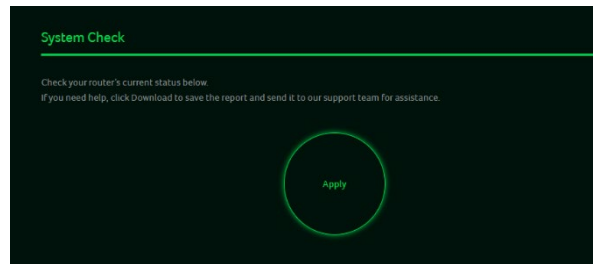 System Check
Check your router's current status below.
If you need help, click Download to save the report and send it to our support team for assistance.
Apply